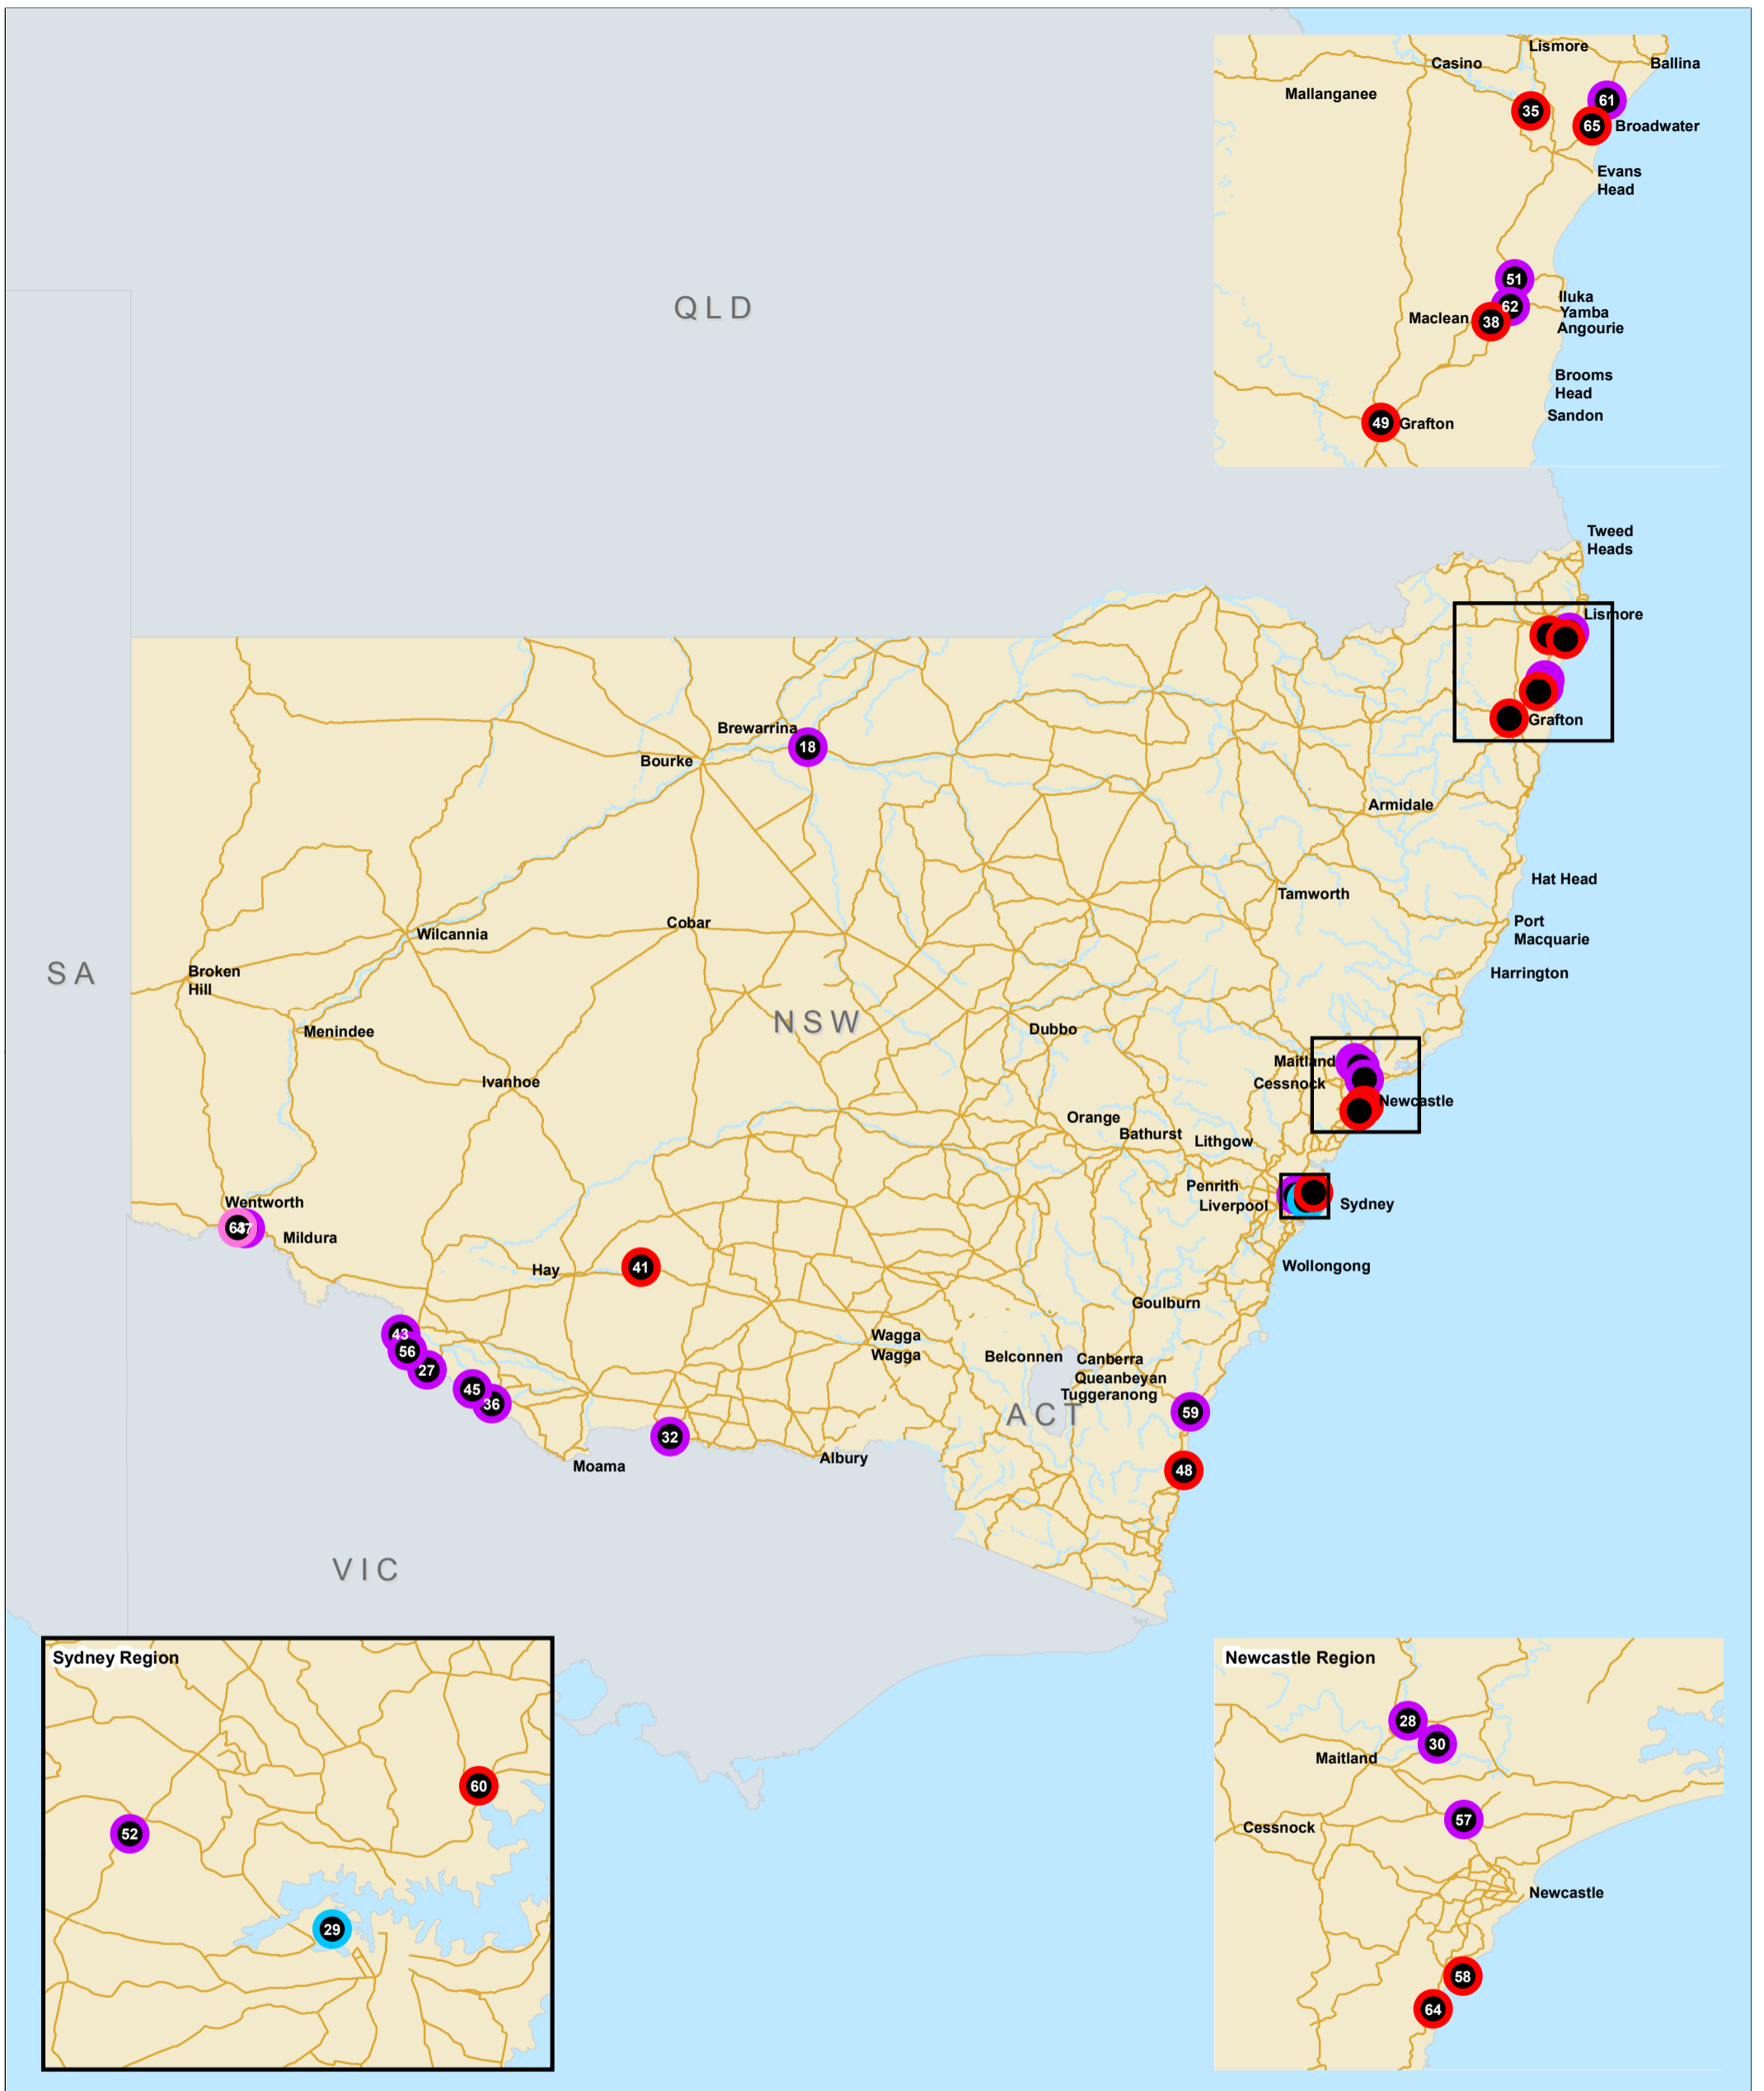 Lismore
Casino
Ballina
Mallanganee
61
35
65
Broadwater
Evans
Head
51
Iluka
62
Yamba
Maclean
38
Angourie
Brooms
Head
Sandon
49
Grafton
QLD
Tweed
Heads
Lismore
Grafton
Brewarrina
18
Bourke
Armidale
Hat Head
Tamworth
Cobar
Port
Macquarie
Wilcannia
SA
Broken
Hill
Harrington
NSW
Dubbo
Menindee
Maitland
Ivanhoe
Cessnock
Newcastle
Orange
Bathurst
Lithgow
Penrith
Liverpool
Sydney
Wentworth
63
Mildura
41
Hay
Wollongong
Goulburn
43
Wagga
Wagga
56
27
Belconnen
Canberra
Queanbeyan
Tuggeranong
45
36
59
ACT
32
Albury
Moama
48
VIC
Sydney Region
60
52
29
Newcastle Region
28
30
Maitland
57
Cessnock
Newcastle
58
64